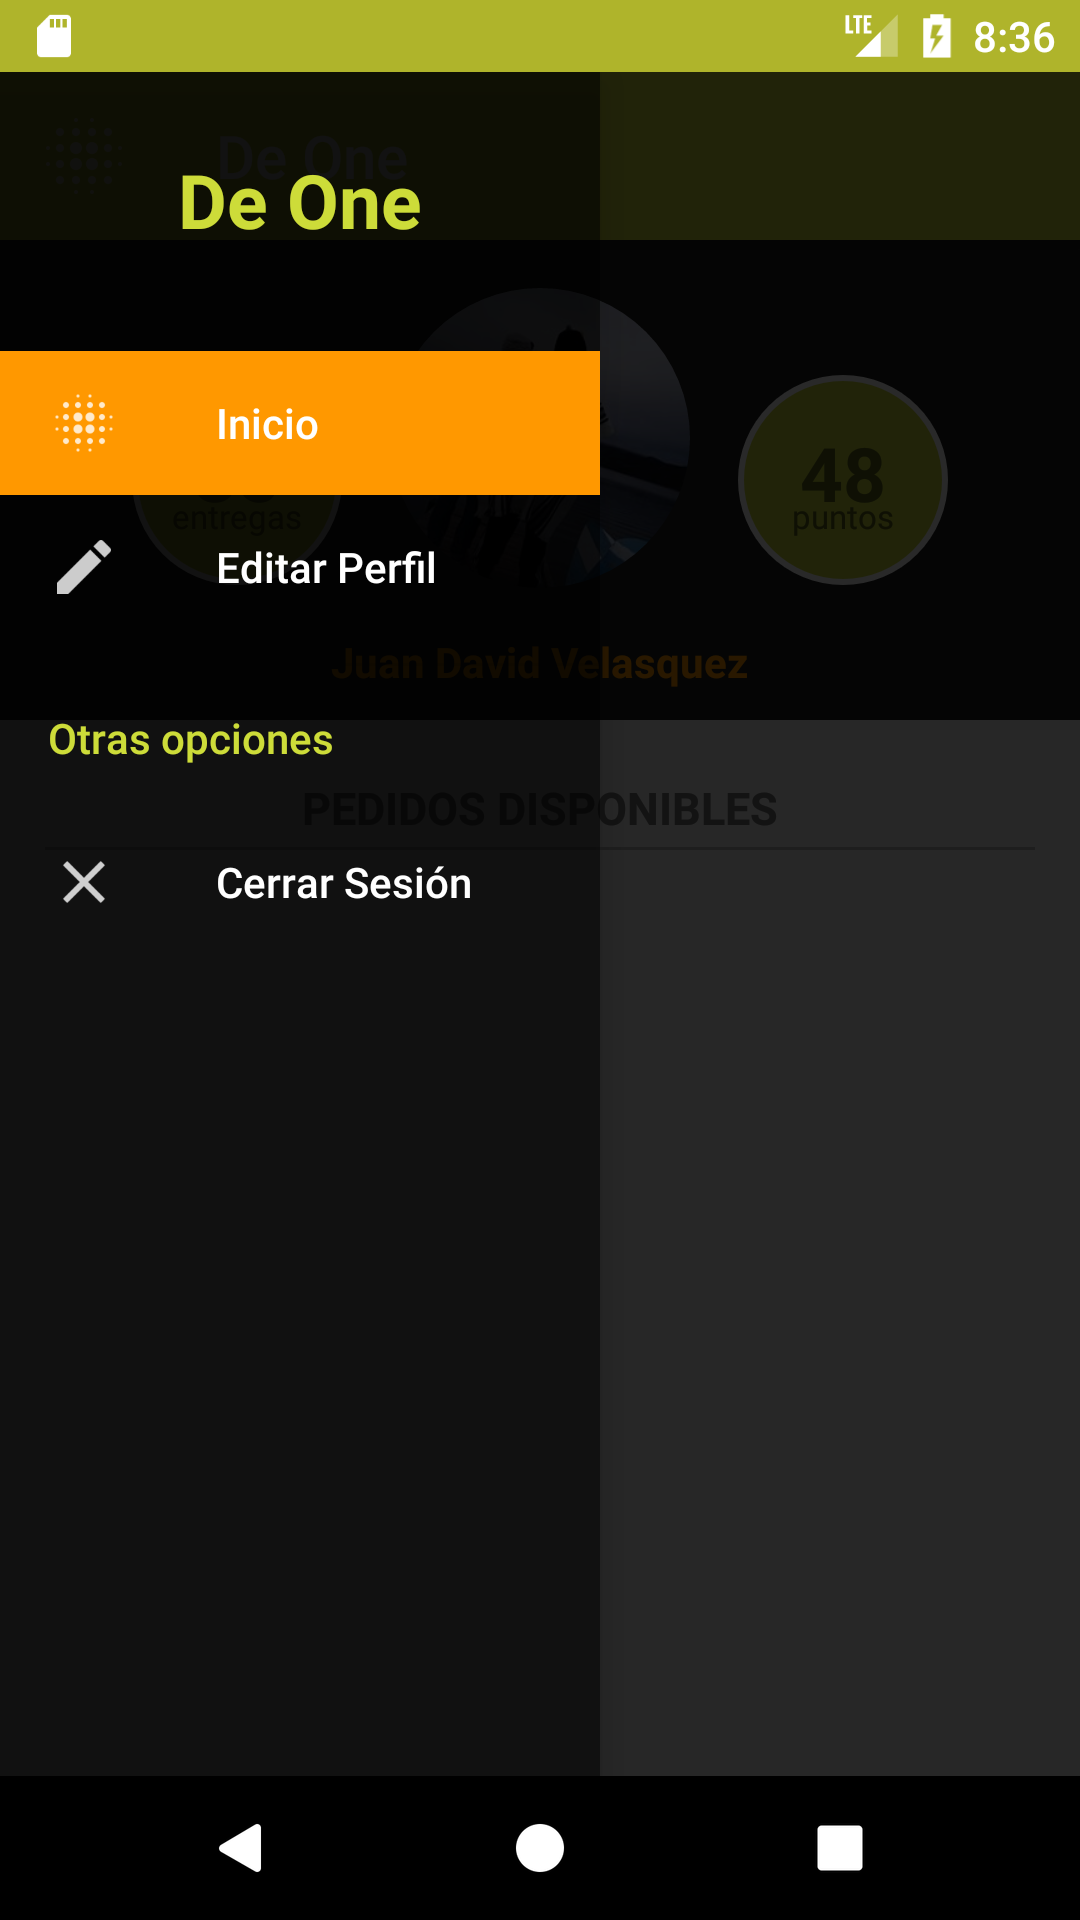 LTE 8:36
De One
De One
Inicio
48
entregas
puntos
Editar Perfil
Juan David Velasquez
Otras opciones
PEDIDOS DISPONIBLES
Cerrar Sesión